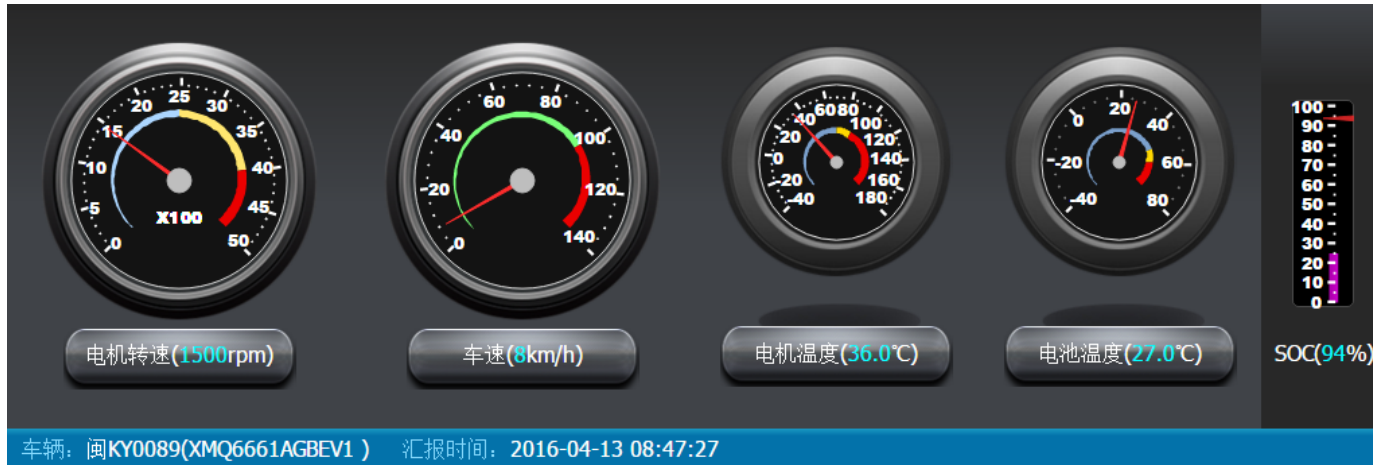 0 5 10 15 20 25 30 35 40 45 50
X100
电机转速(1500rpm)
0 20 40 60 80 100 120 140
车速(8km/h)
-40 -20 0 20 40 60 80 100 120 140 160 180
电机温度(36.0℃)
-40 -20 0 20 40 60 80
电池温度(27.0℃)
100
90
80
70
60
50
40
30
20
10
0
SOC(94%)
车辆: 闽KY0089(XMQ6661AGBEV1 ) 汇报时间: 2016-04-13 08:47:27